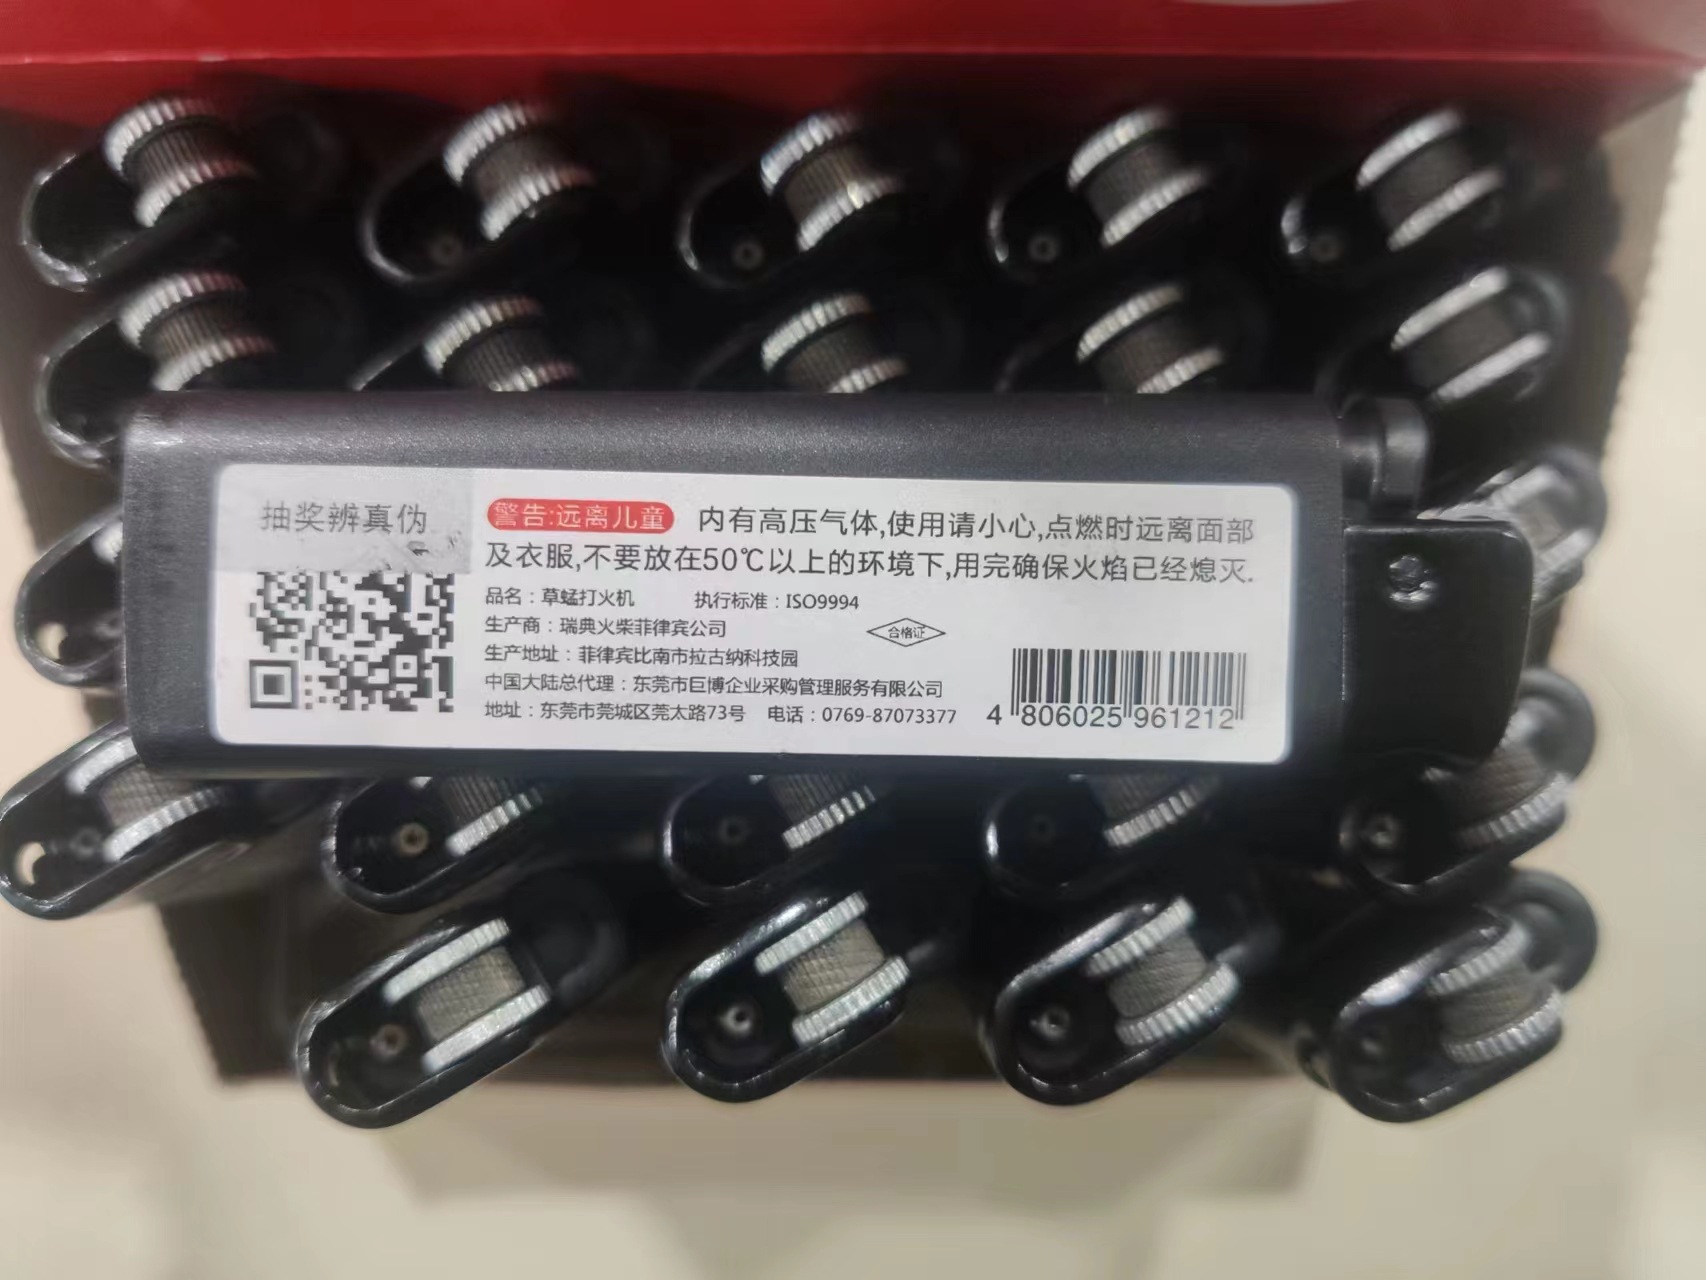 抽奖辨真伪
警告:远离儿童 内有高压气体,使用请小心,点燃时远离面部
及衣服,不要放在50℃以上的环境下,用完确保火焰已经熄灭.
品名：草蜢打火机 执行标准：ISO9994
生产商：瑞典火柴菲律宾公司
合格证
生产地址：菲律宾比南市拉古纳科技园
中国大陆总代理：东莞市巨博企业采购管理服务有限公司
地址：东莞市莞城区莞太路73号 电话：0769-87073377
4 806025 961212